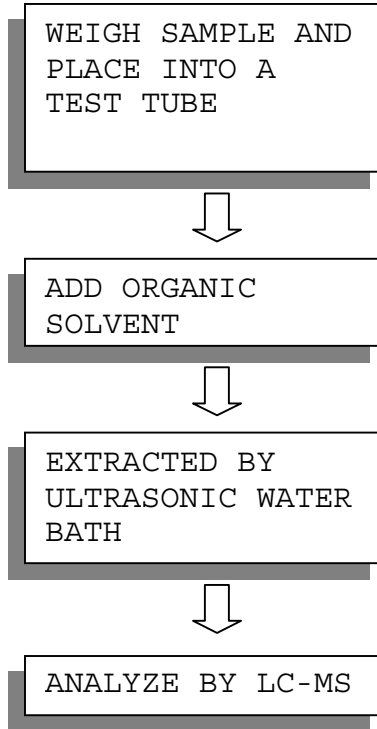 WEIGH SAMPLE AND
PLACE INTO A
TEST TUBE
ADD ORGANIC
SOLVENT
EXTRACTED BY
ULTRASONIC WATER
BATH
ANALYZE BY LC-MS